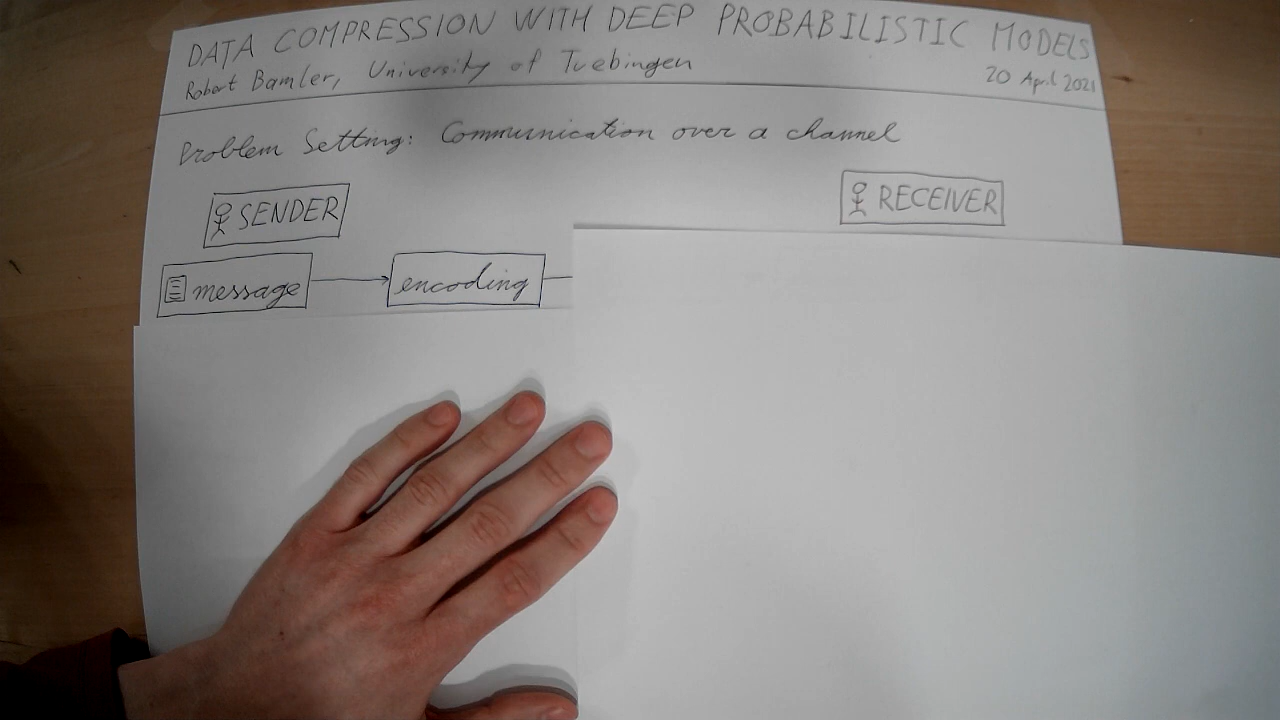 DATA COMPRESSION WITH DEEP PROBABILISTIC MODELS
Robert Bamler, University of Tuebingen
20 April 2021
Problem Setting: Communication over a channel
SENDER
RECEIVER
message
encoding